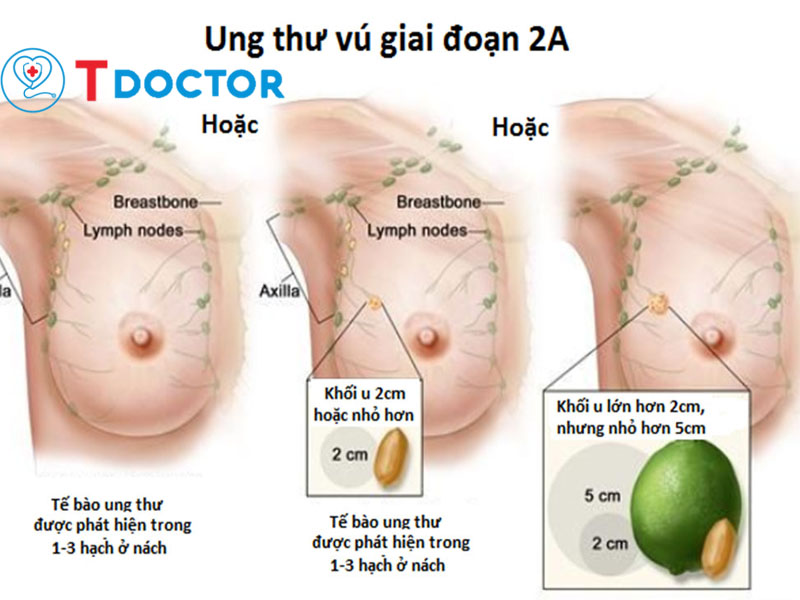 Ung thư vú giai đoạn 2A
T DOCTOR
Hoặc
Hoặc
Breastbone
Lymph nodes
la
Tế bào ung thư
được phát hiện trong
1-3 hạch ở nách
Breastbone
Lymph nodes
Axilla
Khối u 2cm
hoặc nhỏ hơn
2 cm
Tế bào ung thư
được phát hiện trong
1-3 hạch ở nách
Khối u lớn hơn 2cm,
nhưng nhỏ hơn 5cm
5 cm
2 cm